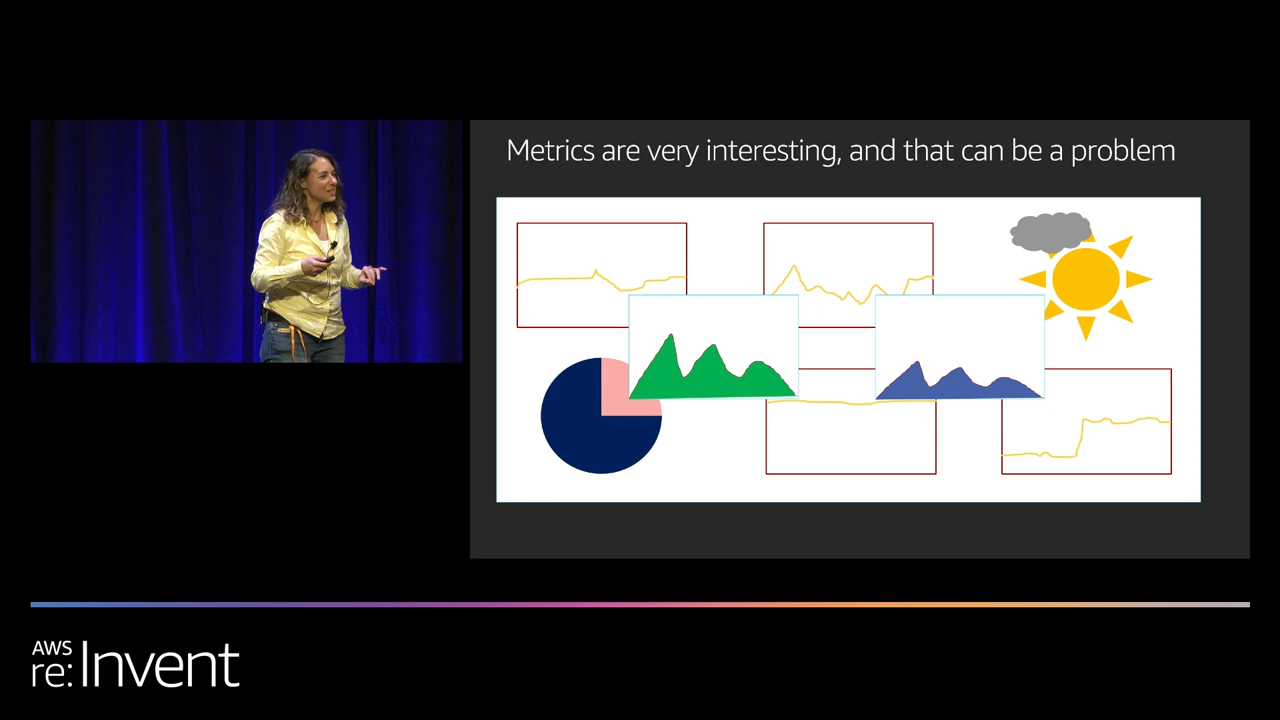 Metrics are very interesting, and that can be a problem
AWS
re:Invent